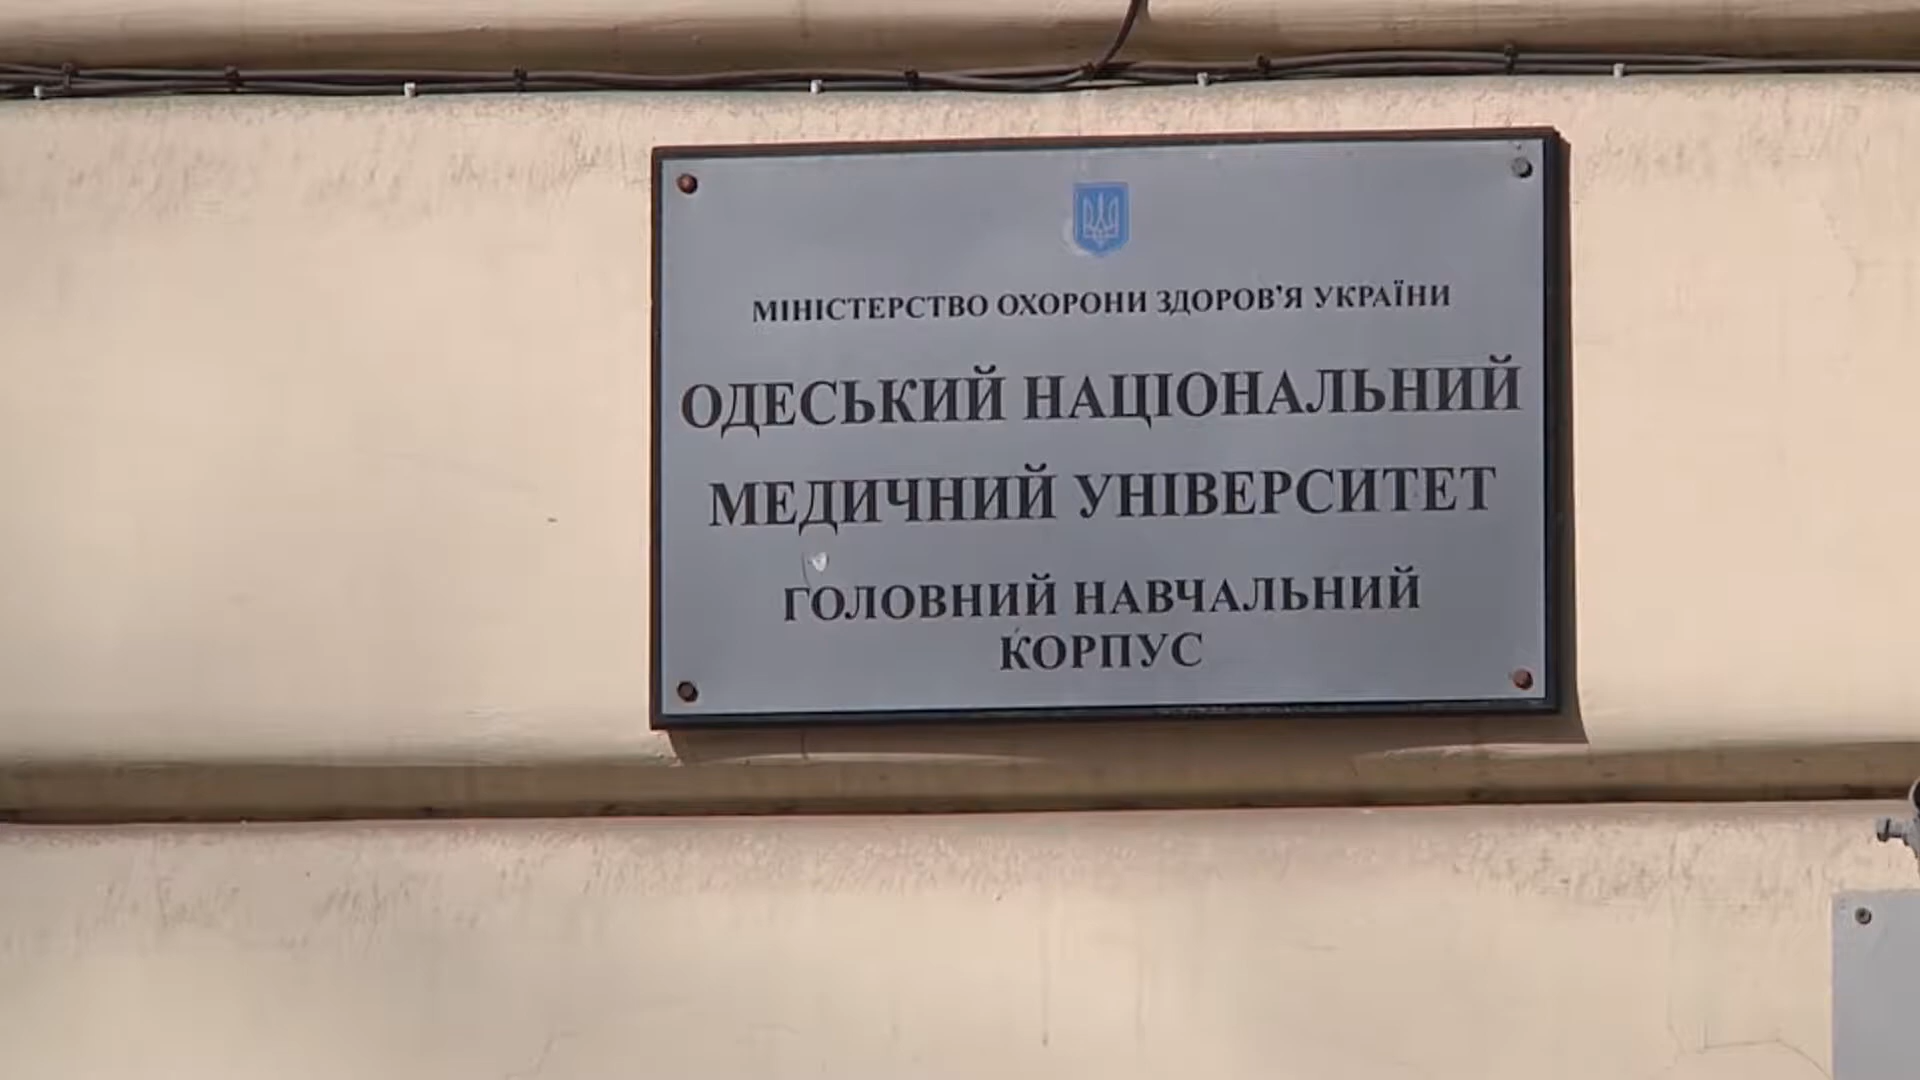 МІНІСТЕРСТВО ОХОРОНИ ЗДОРОВ'Я УКРАЇНИ
ОДЕСЬКИЙ НАЦІОНАЛЬНИЙ
МЕДИЧНИЙ УНІВЕРСИТЕТ
ГОЛОВНИЙ НАВЧАЛЬНИЙ
КОРПУС